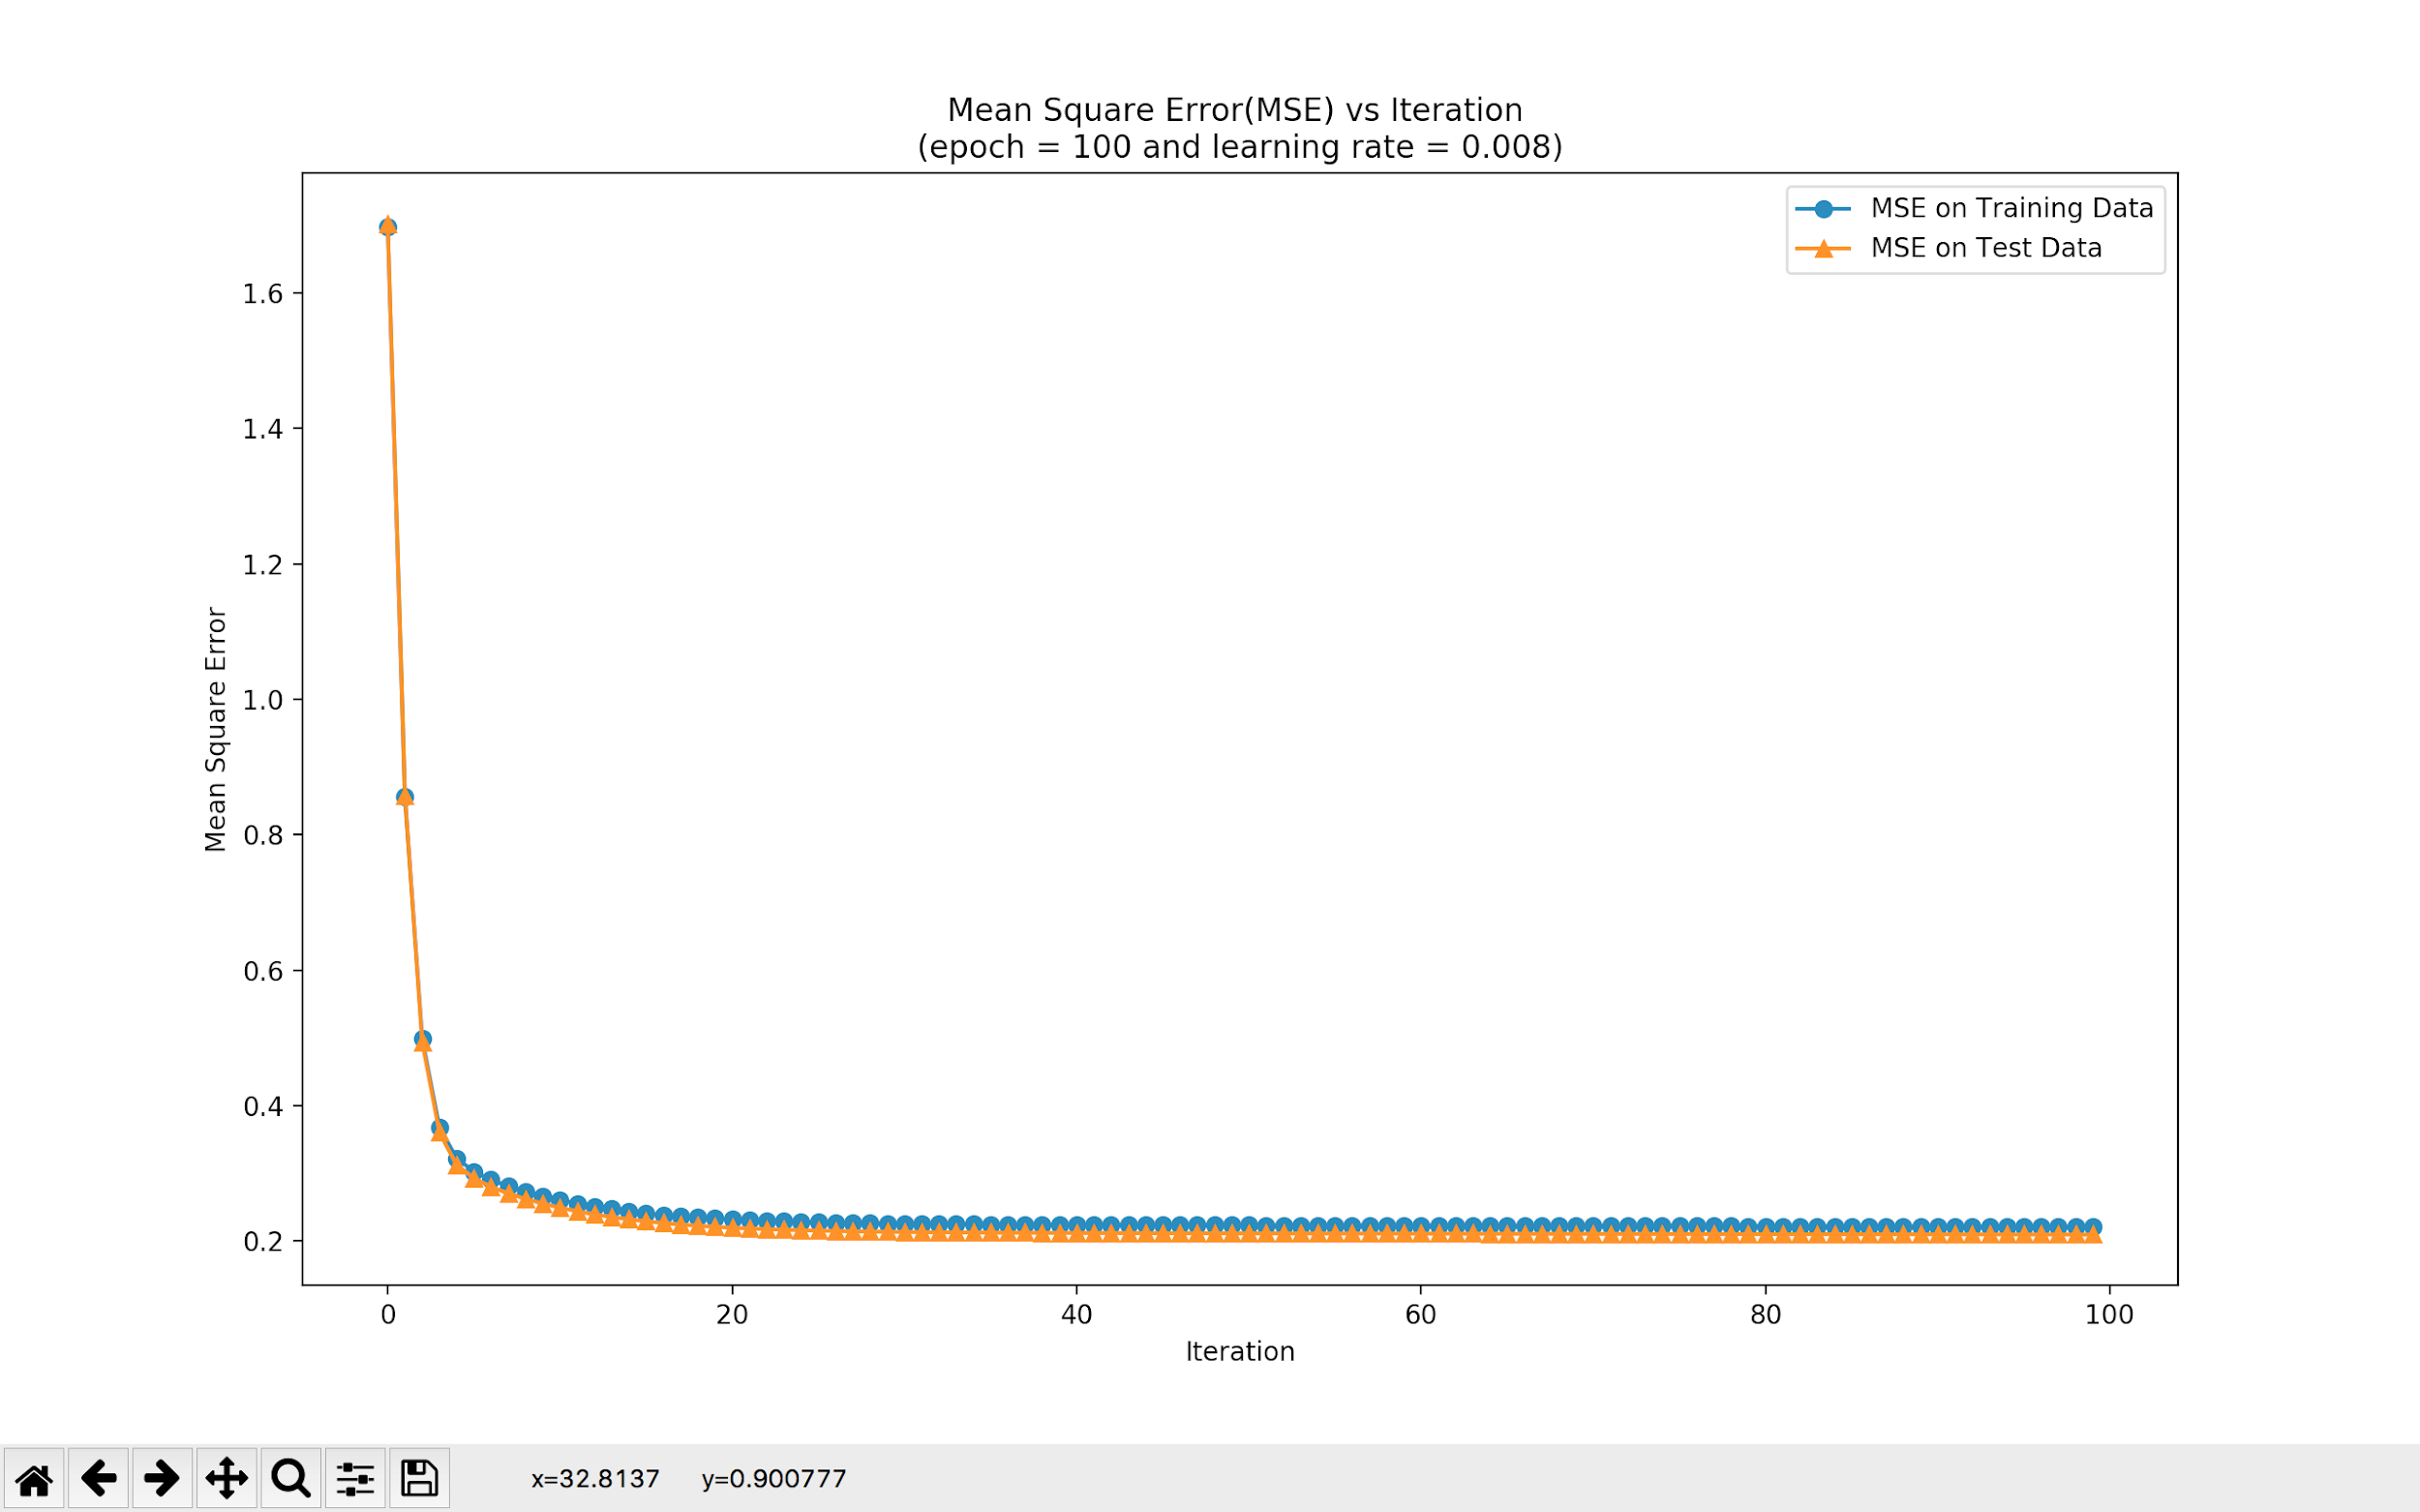 Mean Square Error(MSE) vs Iteration
(epoch = 100 and learning rate = 0.008)
MSE on Training Data
MSE on Test Data
1.6
1.4
1.2
1.0
0.8
0.6
0.4
0.2
Mean Square Error
0 20 40 60 80 100
Iteration
x=32.8137 y=0.900777